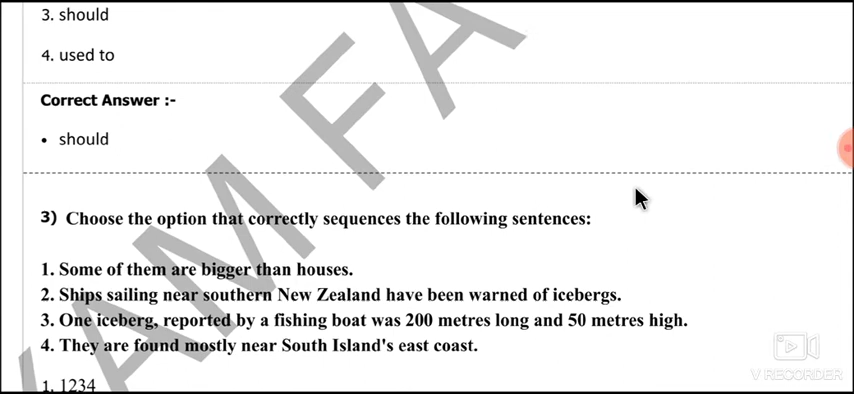 3. should
4. used to
Correct Answer :-
• should
3) Choose the option that correctly sequences the following sentences:
1. Some of them are bigger than houses.
2. Ships sailing near southern New Zealand have been warned of icebergs.
3. One iceberg, reported by a fishing boat was 200 metres long and 50 metres high.
4. They are found mostly near South Island's east coast.
1. 1234
V RECORDER